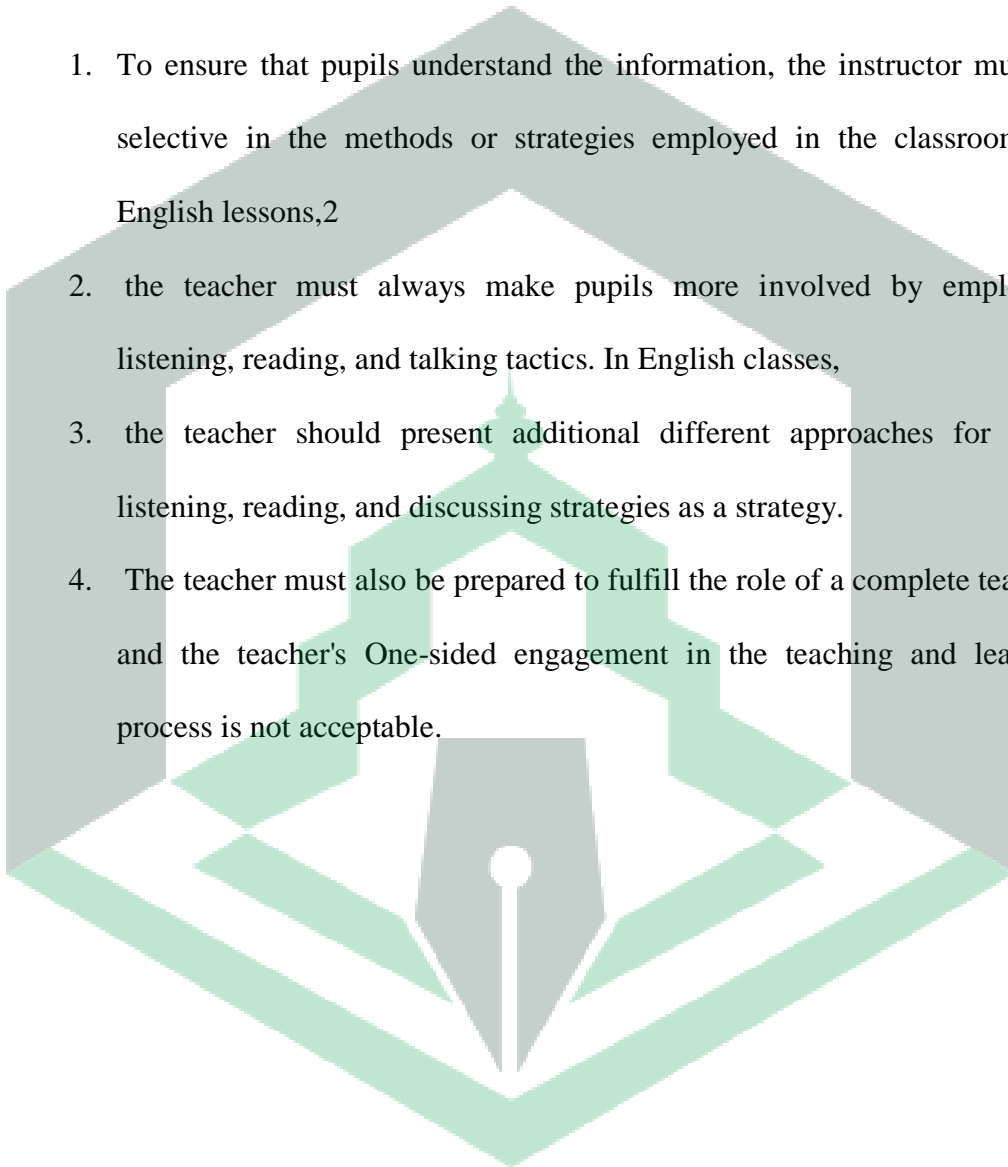 1. To ensure that pupils understand the information, the instructor mu
selective in the methods or strategies employed in the classroom
English lessons,2
2. the teacher must always make pupils more involved by empl
listening, reading, and talking tactics. In English classes,
3. the teacher should present additional different approaches for
listening, reading, and discussing strategies as a strategy.
4. The teacher must also be prepared to fulfill the role of a complete tea
and the teacher's One-sided engagement in the teaching and lea
process is not acceptable.